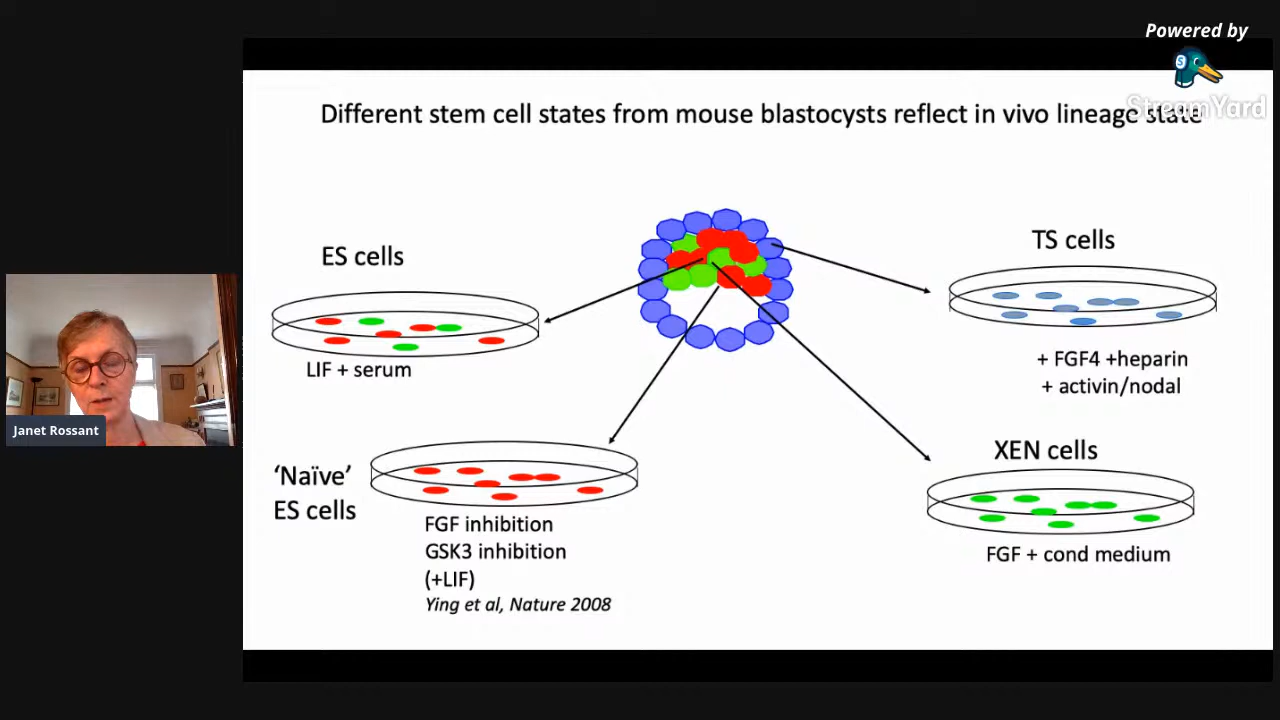 Powered by
StreamYard
Different stem cell states from mouse blastocysts reflect in vivo lineage state
ES cells
LIF + serum
TS cells
+ FGF4 +heparin
+ activin/nodal
Janet Rossant
‘Naïve’
ES cells
FGF inhibition
GSK3 inhibition
(+LIF)
Ying et al, Nature 2008
XEN cells
FGF + cond medium